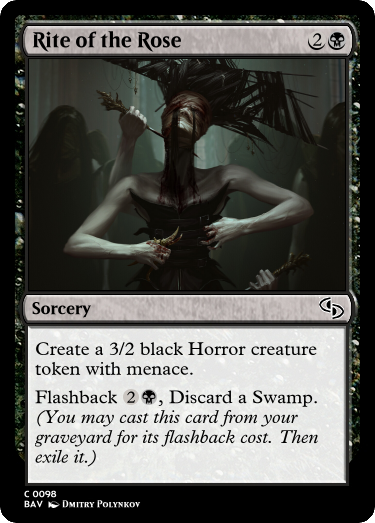 Rite of the Rose 2
Sorcery
Create a 3/2 black Horror creature
token with menace.
Flashback 2, Discard a Swamp.
(You may cast this card from your
graveyard for its flashback cost. Then
exile it.)
C 0098
BAV Dmitry Polynkov